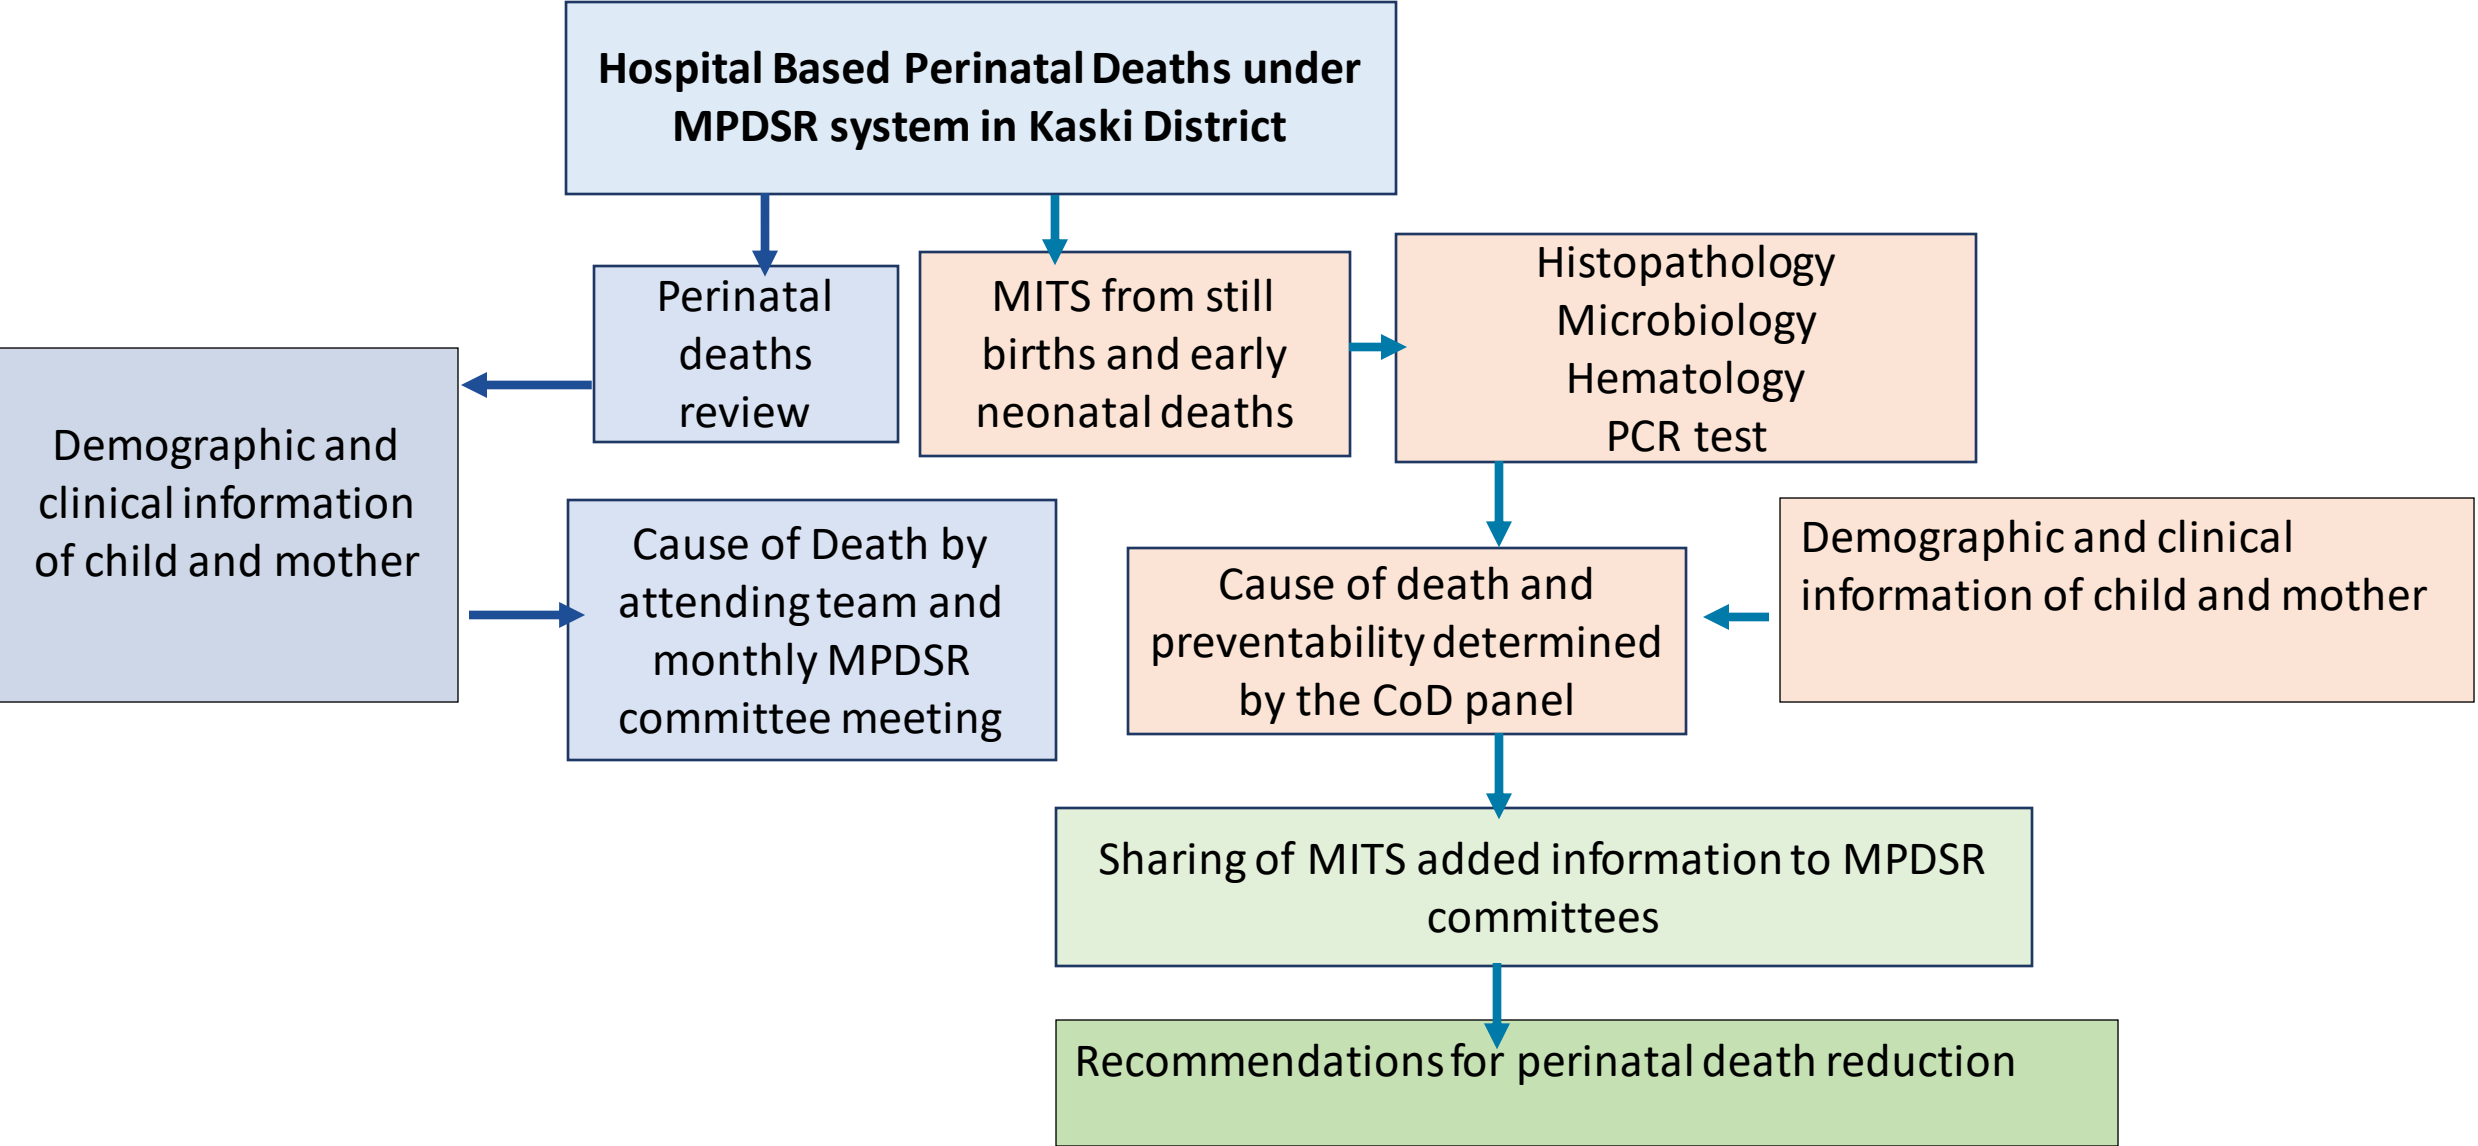 Hospital Based Perinatal Deaths under
MPDSR system in Kaski District
Perinatal
deaths
review
MITS from still
births and early
neonatal deaths
Histopathology
Microbiology
Hematology
PCR test
Demographic and
clinical information
of child and mother
Cause of Death by
attending team and
monthly MPDSR
committee meeting
Cause of death and
preventability determined
by the CoD panel
Demographic and clinical
information of child and mother
Sharing of MITS added information to MPDSR
committees
Recommendations for perinatal death reduction